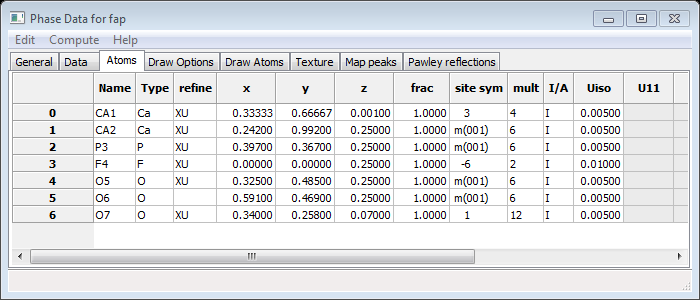 Phase Data for fap
Edit Compute Help
General Data Atoms Draw Options Draw Atoms Texture Map peaks Pawley reflections
Name Type refine x y z frac site sym mult I/A Uiso U11
0 CA1 Ca XU 0.33333 0.66667 0.00100 1.0000 3 4 I 0.00500
1 CA2 Ca XU 0.24200 0.99200 0.25000 1.0000 m(001) 6 I 0.00500
2 P3 P XU 0.39700 0.36700 0.25000 1.0000 m(001) 6 I 0.00500
3 F4 F XU 0.00000 0.00000 0.25000 1.0000 -6 2 I 0.01000
4 O5 O XU 0.32500 0.48500 0.25000 1.0000 m(001) 6 I 0.00500
5 O6 O 0.59100 0.46900 0.25000 1.0000 m(001) 6 I 0.00500
6 O7 O XU 0.34000 0.25800 0.07000 1.0000 1 12 I 0.00500